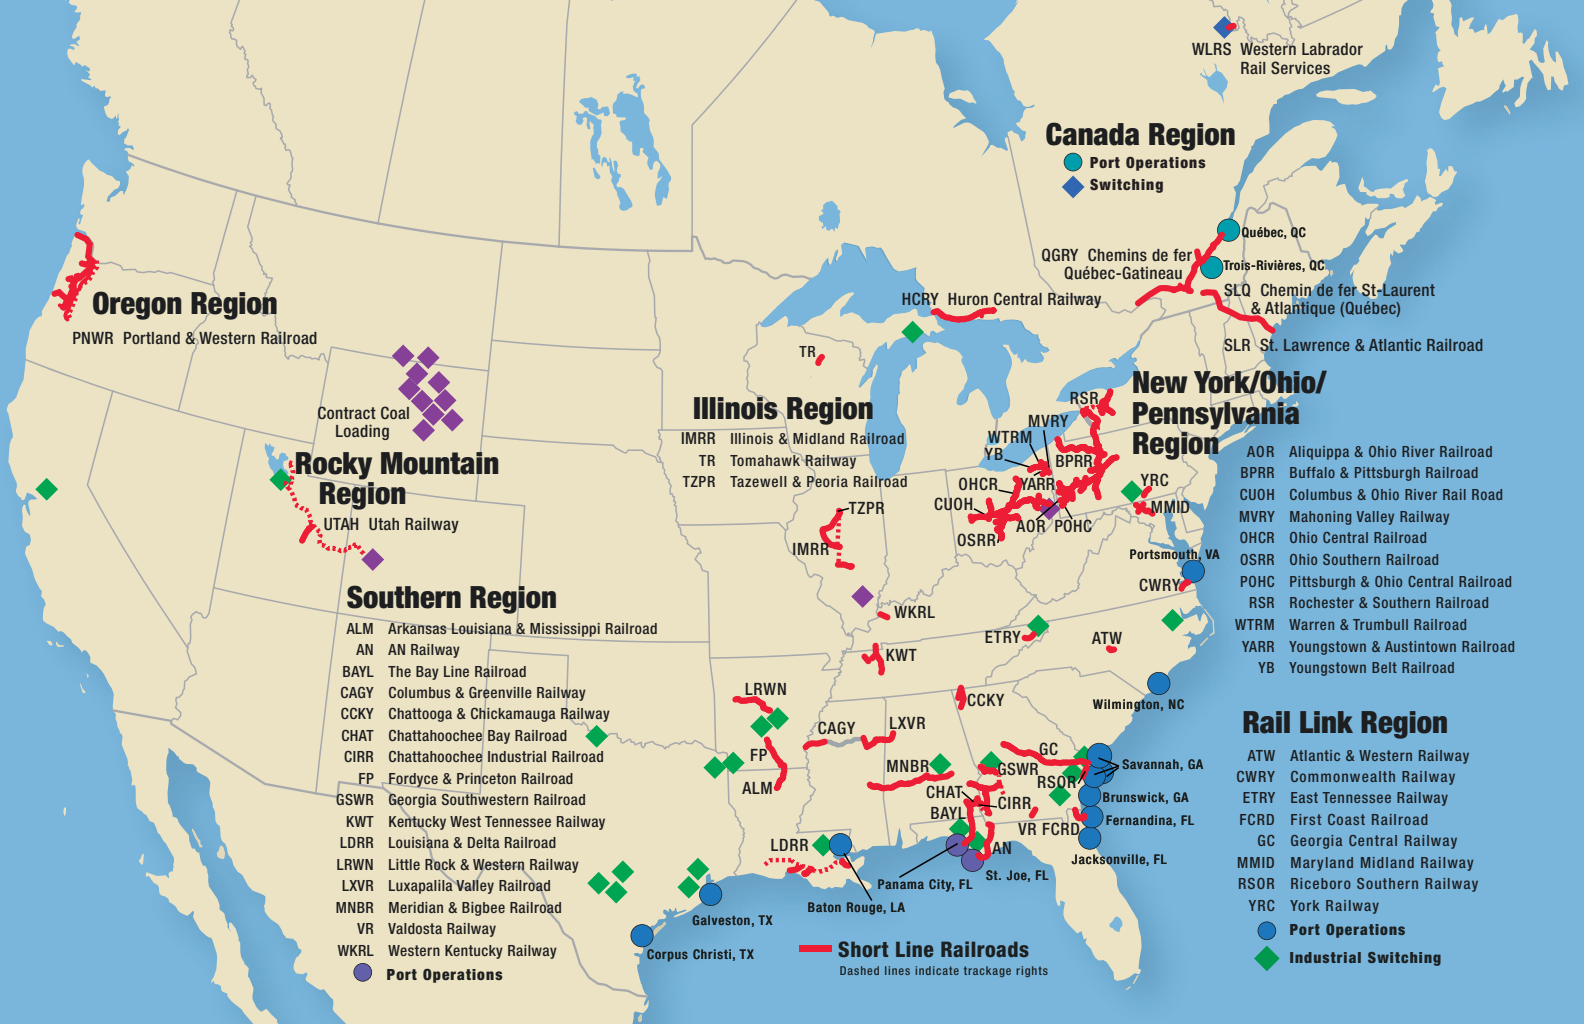 WLRS Western Labrador
Rail Services
Canada Region
Port Operations
Switching
Québec, QC
QGRY Chemins de fer
Québec-Gatineau
Trois-Rivières, QC
SLQ Chemin de fer St-Laurent
& Atlantique (Québec)
HCRY Huron Central Railway
SLR St. Lawrence & Atlantic Railroad
Oregon Region
PNWR Portland & Western Railroad
Contract Coal
Loading
Rocky Mountain
Region
UTAH Utah Railway
TR
Illinois Region
IMRR Illinois & Midland Railroad
TR Tomahawk Railway
TZPR Tazewell & Peoria Railroad
TZPR
IMRR
WKRL
KWT
New York/Ohio/
Pennsylvania
Region
AOR Aliquippa & Ohio River Railroad
BPRR Buffalo & Pittsburgh Railroad
CUOH Columbus & Ohio River Rail Road
MVRY Mahoning Valley Railway
OHCR Ohio Central Railroad
OSRR Ohio Southern Railroad
POHC Pittsburgh & Ohio Central Railroad
RSR Rochester & Southern Railroad
WTRM Warren & Trumbull Railroad
YARR Youngstown & Austintown Railroad
YB Youngstown Belt Railroad
RSR
MVRY
WTRM
YB
BPRR
OHCR
YARR
CUOH
AOR
POHC
OSRR
YRC
MMID
Portsmouth, VA
CWRY
ETRY
ATW
Wilmington, NC
Southern Region
ALM Arkansas Louisiana & Mississippi Railroad
AN AN Railway
BAYL The Bay Line Railroad
CAGY Columbus & Greenville Railway
CCKY Chattooga & Chickamauga Railway
CHAT Chattahoochee Bay Railroad
CIRR Chattahoochee Industrial Railroad
FP Fordyce & Princeton Railroad
GSWR Georgia Southwestern Railroad
KWT Kentucky West Tennessee Railway
LDRR Louisiana & Delta Railroad
LRWN Little Rock & Western Railway
LXVR Luxapalila Valley Railroad
MNBR Meridian & Bigbee Railroad
VR Valdosta Railway
WKRL Western Kentucky Railway
Port Operations
LRWN
CCKY
CAGY
LXVR
FP
ALM
MNBR
GC
GSWR
RSOR
Savannah, GA
CHAT
CIRR
BAYL
VR FCRD
Brunswick, GA
Fernandina, FL
Jacksonville, FL
LDRR
AN
St. Joe, FL
Panama City, FL
Baton Rouge, LA
Galveston, TX
Corpus Christi, TX
Rail Link Region
ATW Atlantic & Western Railway
CWRY Commonwealth Railway
ETRY East Tennessee Railway
FCRD First Coast Railroad
GC Georgia Central Railway
MMID Maryland Midland Railway
RSOR Riceboro Southern Railway
YRC York Railway
Port Operations
Industrial Switching
Short Line Railroads
Dashed lines indicate trackage rights